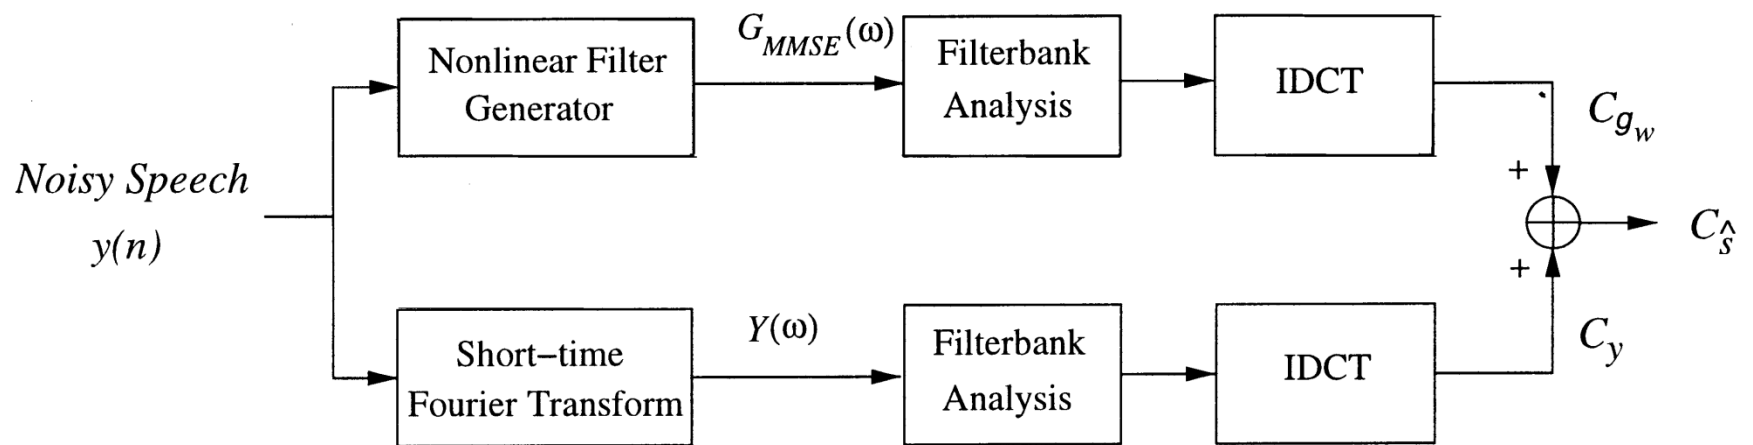 G_MMSE(ω)
Nonlinear Filter
Generator
Filterbank
Analysis
IDCT
C_g_w
+
Noisy Speech
y(n)
C_ŝ
+
Short−time
Fourier Transform
Y(ω)
Filterbank
Analysis
IDCT
C_y